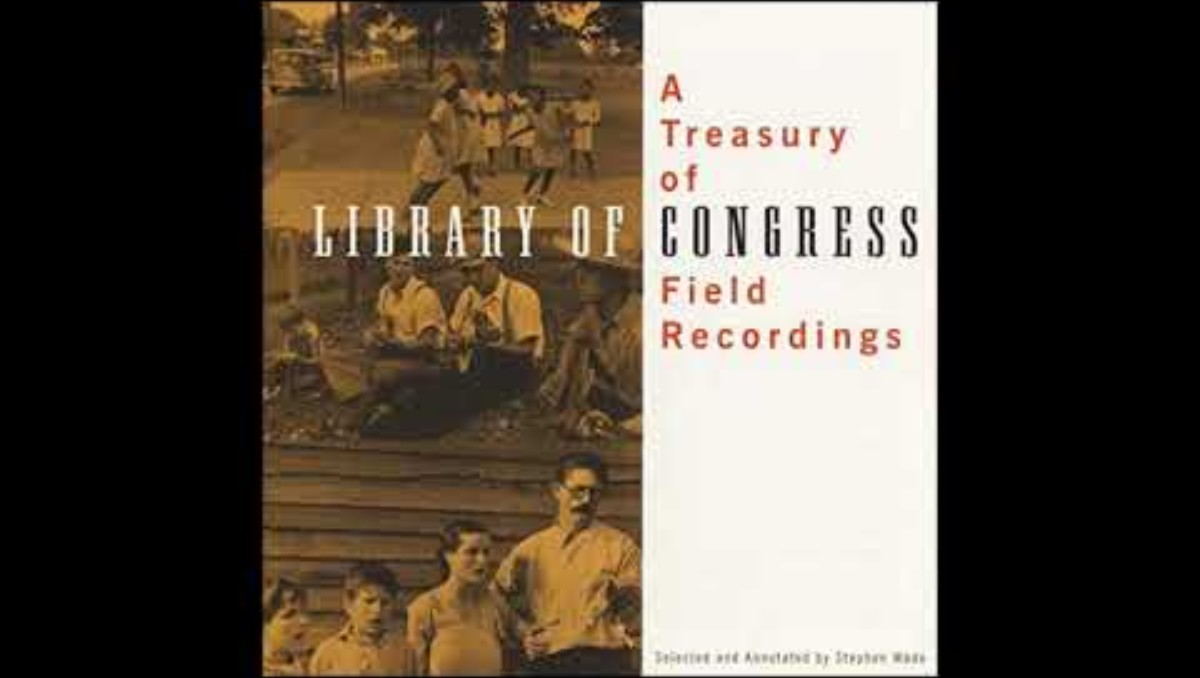 A
Treasury
of
LIBRARY OF CONGRESS
Field
Recordings
Selected and Annotated by Stephen Wade